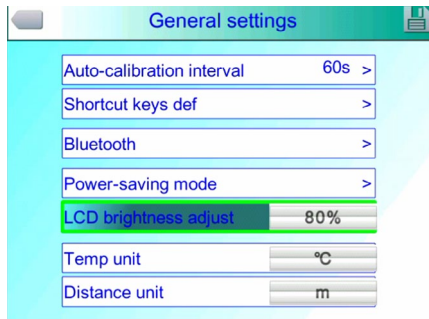 General settings
Auto-calibration interval 60s >
Shortcut keys def >
Bluetooth >
Power-saving mode >
LCD brightness adjust 80%
Temp unit °C
Distance unit m